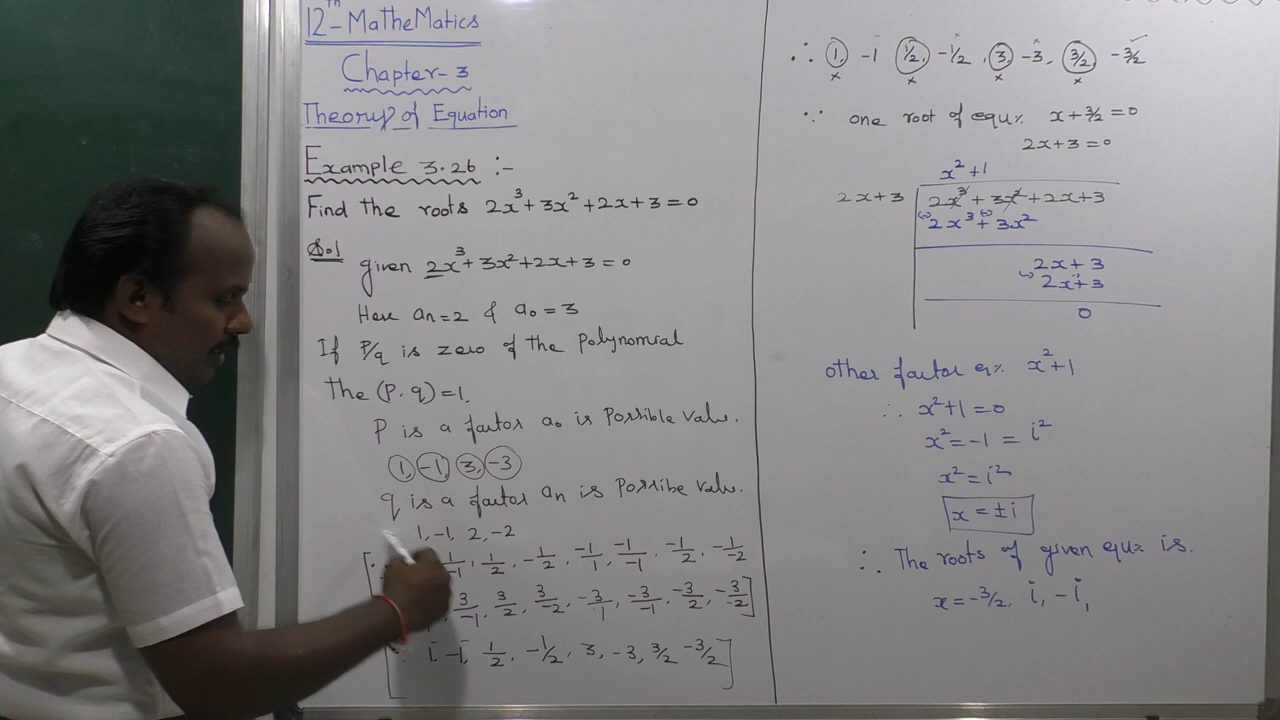 12th - MatheMatics
Chapter - 3
Theory of Equation
Example 3.26 :-
Find the roots 2x³+3x²+2x+3=0
Sol
given 2x³+3x²+2x+3=0
Here an=2 & a₀=3
If P/q is zero of the Polynomial
the (P.q)=1.
P is a factor a₀ is Possible value.
1, -1, 3, -3
q is a factor an is Possibe value.
1, -1, 2, -2
1/-1, 1/2, -1/2, -1/1, -1/-1, -1/2, -1/-2
3/-1, 3/2, 3/-2, -3/1, -3/-1, -3/2, -3/-2
1, -1, 1/2, -1/2, 3, -3, 3/2 -3/2
∴ 1, -1 1/2, -1/2, 3 -3, 3/2 -3/2
∵ one root of equ: x+3/2=0
2x+3=0
x²+1
2x+3 2x³+3x²+2x+3
(-) 2x³ (-)+ 3x²
2x+3
(-) 2x+3
0
other factor eq: x²+1
∴ x²+1=0
x²=-1 = i²
x²=i²
x=±i
∴ The roots of given equ: is.
x=-3/2, i, -i,